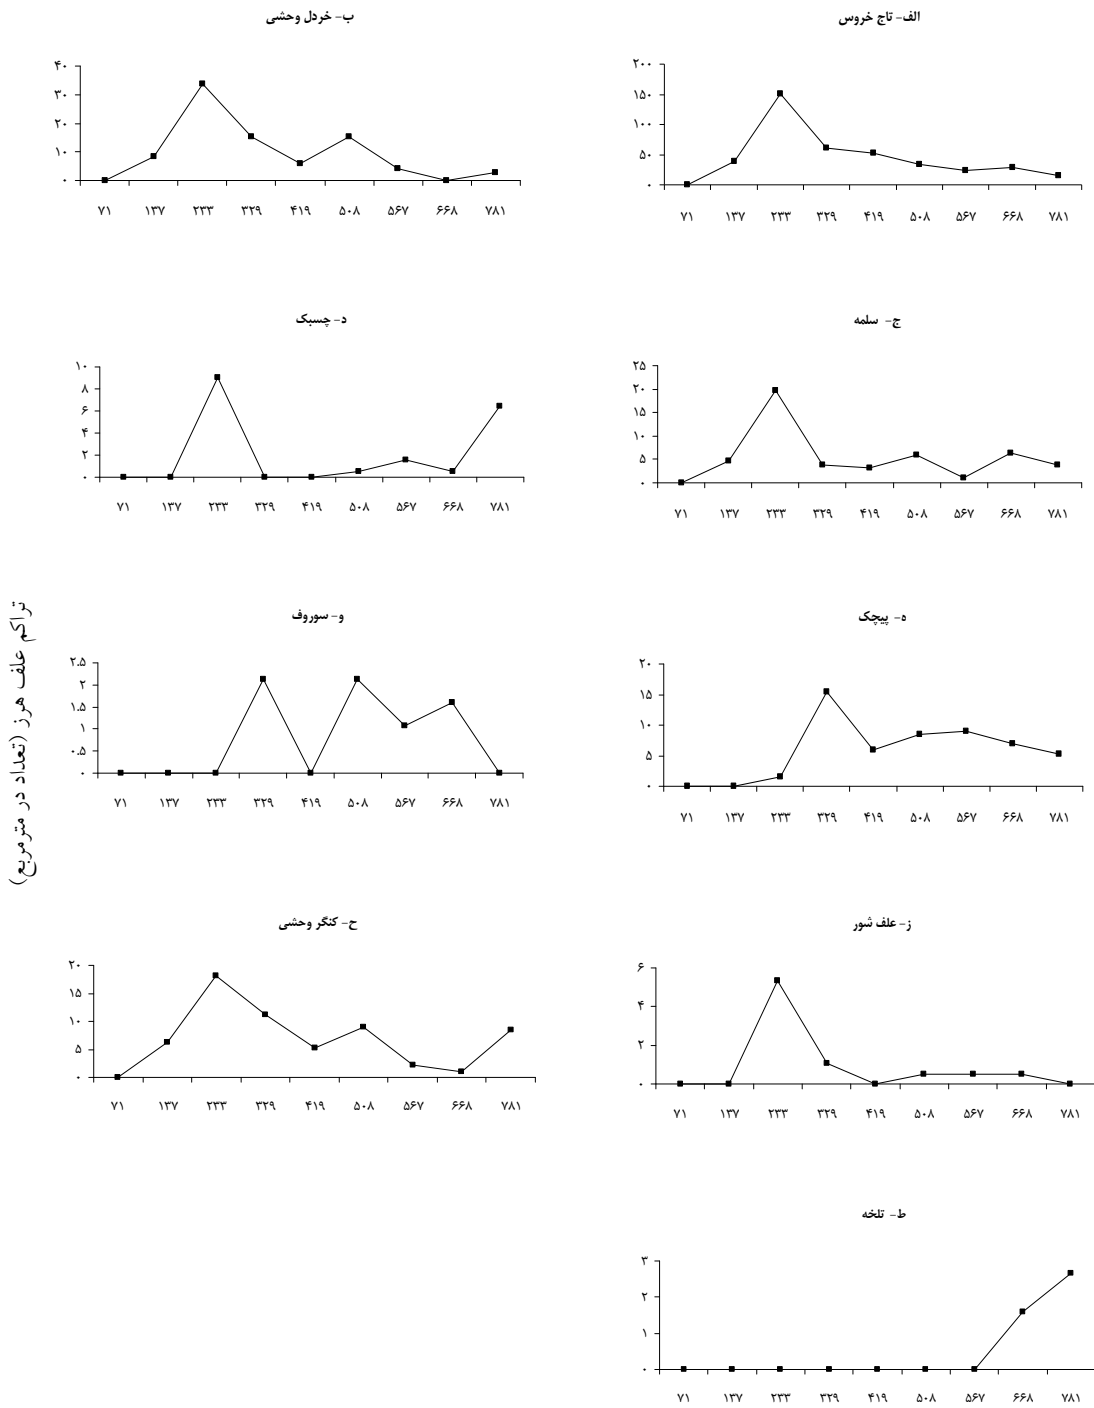 الف- تاج خروس
۲۰۰
۱۵۰
۱۰۰
۵۰
۰
۷۱ ۱۳۷ ۲۳۳ ۳۲۹ ۴۱۹ ۵۰۸ ۵۶۷ ۶۶۸ ۷۸۱
ب- خردل وحشی
۴۰
۳۰
۲۰
۱۰
۰
۷۱ ۱۳۷ ۲۳۳ ۳۲۹ ۴۱۹ ۵۰۸ ۵۶۷ ۶۶۸ ۷۸۱
ج- سلمه
۲۵
۲۰
۱۵
۱۰
۵
۰
۷۱ ۱۳۷ ۲۳۳ ۳۲۹ ۴۱۹ ۵۰۸ ۵۶۷ ۶۶۸ ۷۸۱
د- چسبک
۱۰
۸
۶
۴
۲
۰
۷۱ ۱۳۷ ۲۳۳ ۳۲۹ ۴۱۹ ۵۰۸ ۵۶۷ ۶۶۸ ۷۸۱
ه- پیچک
۲۰
۱۵
۱۰
۵
۰
۷۱ ۱۳۷ ۲۳۳ ۳۲۹ ۴۱۹ ۵۰۸ ۵۶۷ ۶۶۸ ۷۸۱
و- سوروف
۲.۵
۲
۱.۵
۱
۰.۵
۰
۷۱ ۱۳۷ ۲۳۳ ۳۲۹ ۴۱۹ ۵۰۸ ۵۶۷ ۶۶۸ ۷۸۱
تراکم علف هرز (تعداد در مترمربع)
ز- علف شور
۶
۴
۲
۰
۷۱ ۱۳۷ ۲۳۳ ۳۲۹ ۴۱۹ ۵۰۸ ۵۶۷ ۶۶۸ ۷۸۱
ح- کنگر وحشی
۲۰
۱۵
۱۰
۵
۰
۷۱ ۱۳۷ ۲۳۳ ۳۲۹ ۴۱۹ ۵۰۸ ۵۶۷ ۶۶۸ ۷۸۱
ط- تلخه
۳
۲
۱
۰
۷۱ ۱۳۷ ۲۳۳ ۳۲۹ ۴۱۹ ۵۰۸ ۵۶۷ ۶۶۸ ۷۸۱